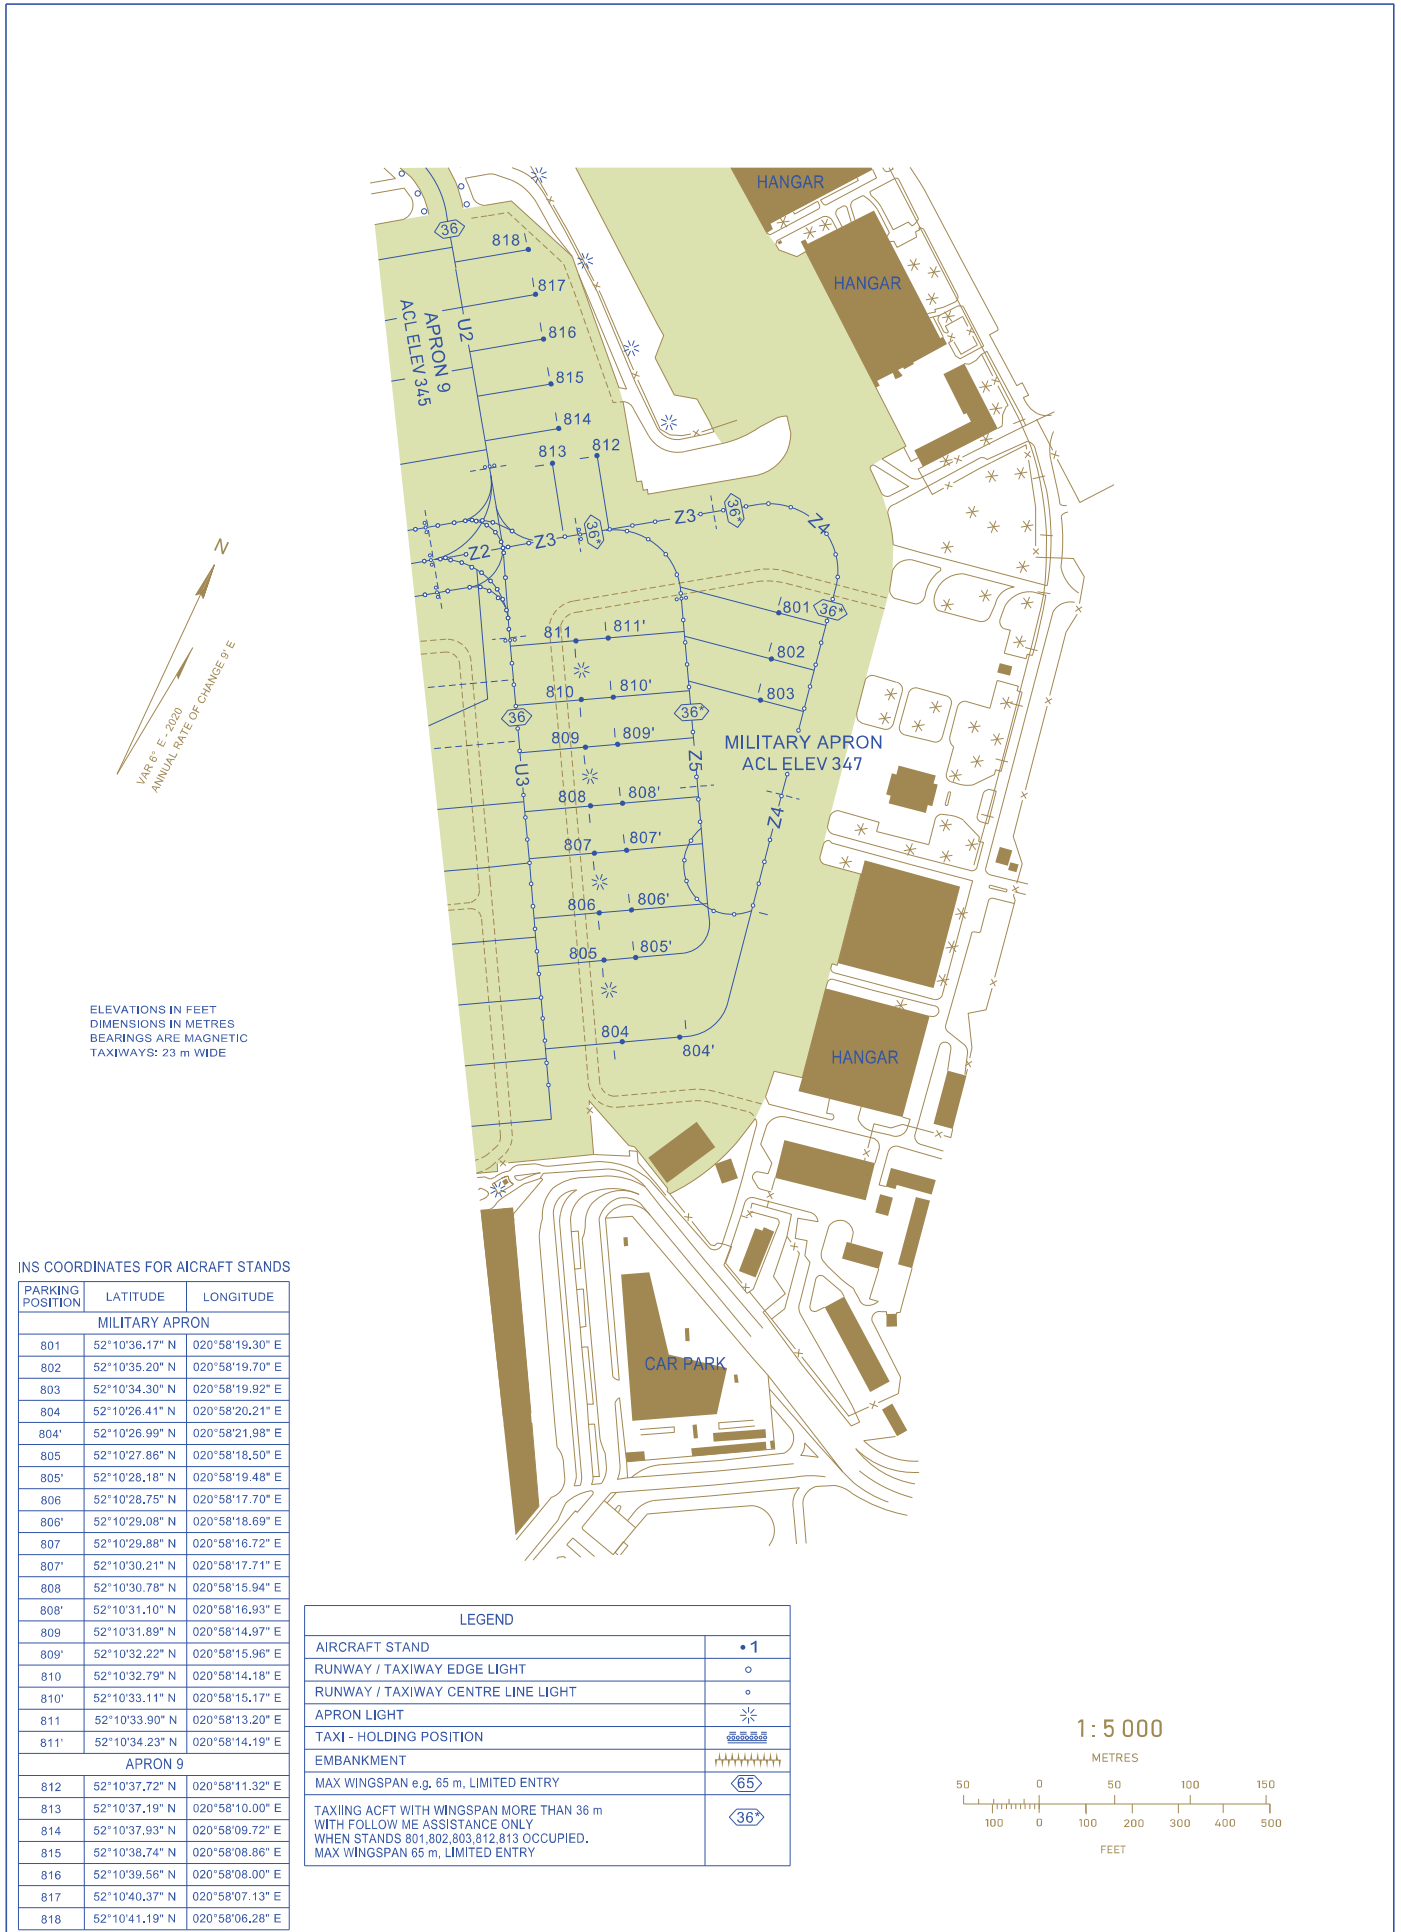 HANGAR
36
818
HANGAR
817
APRON 9
ACL ELEV 345
U2
816
815
814
813
812
36*
Z3
36*
Z4
Z2
Z3
N
VAR 6° E - 2020
ANNUAL RATE OF CHANGE 9' E
801
36*
811
811'
802
810
810'
803
36
36*
809
809'
MILITARY APRON
ACL ELEV 347
U3
Z5
808
808'
Z4
807
807'
806
806'
805
805'
ELEVATIONS IN FEET
DIMENSIONS IN METRES
BEARINGS ARE MAGNETIC
TAXIWAYS: 23 m WIDE
804
804'
HANGAR
CAR PARK
INS COORDINATES FOR AICRAFT STANDS
PARKING POSITION LATITUDE LONGITUDE
MILITARY APRON
801 52°10'36.17" N 020°58'19.30" E
802 52°10'35.20" N 020°58'19.70" E
803 52°10'34.30" N 020°58'19.92" E
804 52°10'26.41" N 020°58'20.21" E
804' 52°10'26.99" N 020°58'21.98" E
805 52°10'27.86" N 020°58'18.50" E
805' 52°10'28.18" N 020°58'19.48" E
806 52°10'28.75" N 020°58'17.70" E
806' 52°10'29.08" N 020°58'18.69" E
807 52°10'29.88" N 020°58'16.72" E
807' 52°10'30.21" N 020°58'17.71" E
808 52°10'30.78" N 020°58'15.94" E
808' 52°10'31.10" N 020°58'16.93" E
809 52°10'31.89" N 020°58'14.97" E
809' 52°10'32.22" N 020°58'15.96" E
810 52°10'32.79" N 020°58'14.18" E
810' 52°10'33.11" N 020°58'15.17" E
811 52°10'33.90" N 020°58'13.20" E
811' 52°10'34.23" N 020°58'14.19" E
APRON 9
812 52°10'37.72" N 020°58'11.32" E
813 52°10'37.19" N 020°58'10.00" E
814 52°10'37.93" N 020°58'09.72" E
815 52°10'38.74" N 020°58'08.86" E
816 52°10'39.56" N 020°58'08.00" E
817 52°10'40.37" N 020°58'07.13" E
818 52°10'41.19" N 020°58'06.28" E
LEGEND
AIRCRAFT STAND 1
RUNWAY / TAXIWAY EDGE LIGHT
RUNWAY / TAXIWAY CENTRE LINE LIGHT
APRON LIGHT
TAXI - HOLDING POSITION
EMBANKMENT
MAX WINGSPAN e.g. 65 m, LIMITED ENTRY 65
TAXIING ACFT WITH WINGSPAN MORE THAN 36 m 36*
WITH FOLLOW ME ASSISTANCE ONLY
WHEN STANDS 801,802,803,812,813 OCCUPIED.
MAX WINGSPAN 65 m, LIMITED ENTRY
1: 5 000
METRES
50 0 50 100 150
100 0 100 200 300 400 500
FEET